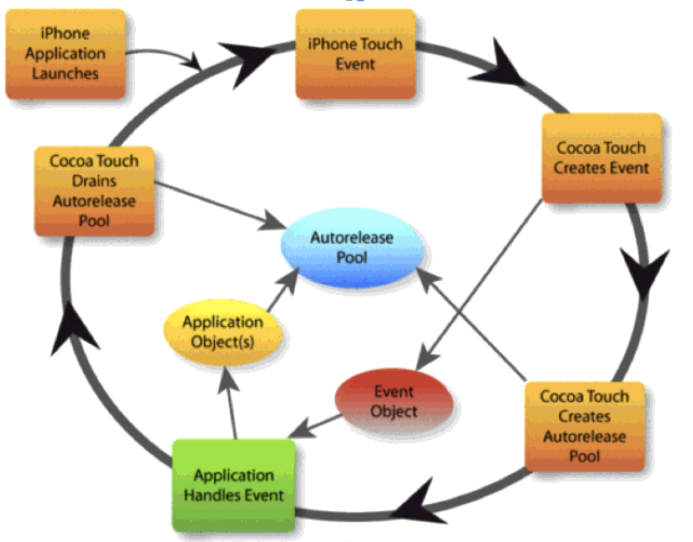 iPhone
Application
Launches
iPhone Touch
Event
Cocoa Touch
Creates Event
Cocoa Touch
Drains
Autorelease
Pool
Autorelease
Pool
Application
Object(s)
Event
Object
Cocoa Touch
Creates
Autorelease
Pool
Application
Handles Event